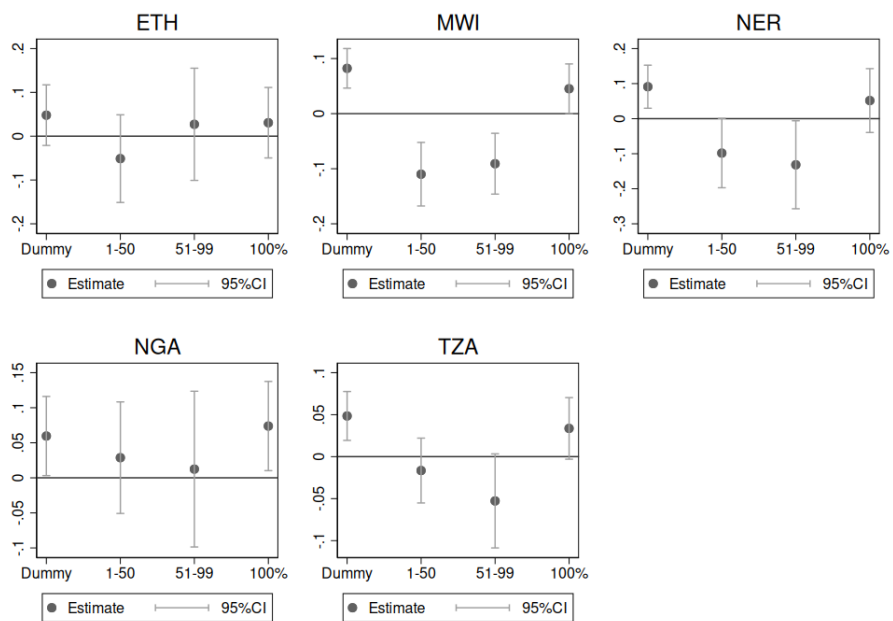 ETH
.2
.1
0
-.1
-.2
Dummy 1-50 51-99 100%
Estimate 95%CI
MWI
.1
0
-.1
-.2
Dummy 1-50 51-99 100%
Estimate 95%CI
NER
.2
.1
0
-.1
-.2
-.3
Dummy 1-50 51-99 100%
Estimate 95%CI
NGA
.15
.1
.05
0
-.05
-.1
Dummy 1-50 51-99 100%
Estimate 95%CI
TZA
.1
.05
0
-.05
-.1
Dummy 1-50 51-99 100%
Estimate 95%CI